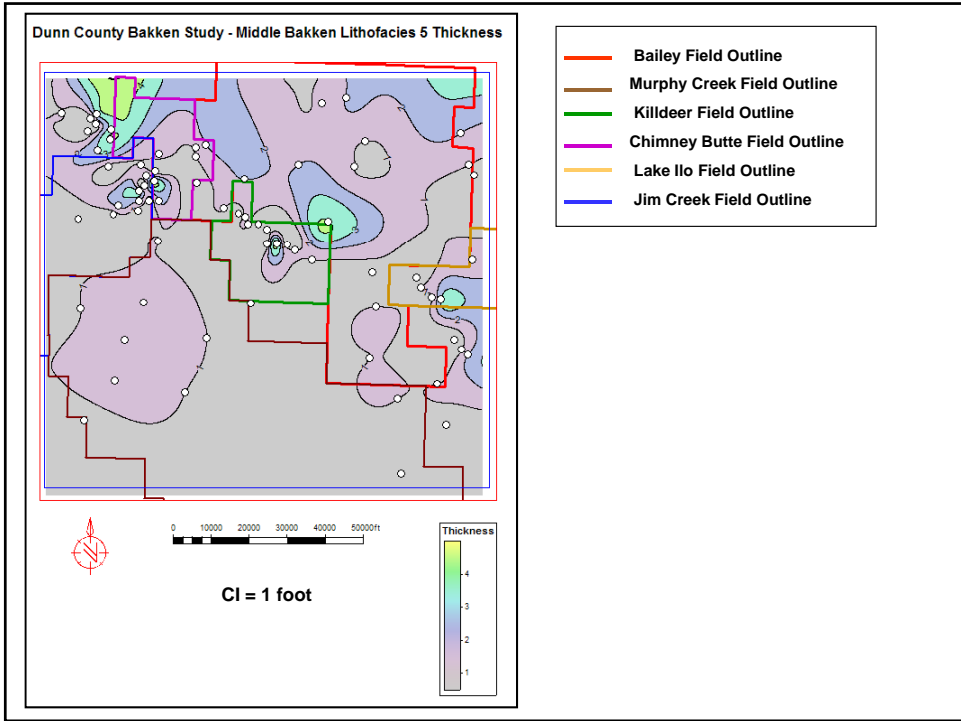 Dunn County Bakken Study - Middle Bakken Lithofacies 5 Thickness
Bailey Field Outline
Murphy Creek Field Outline
Killdeer Field Outline
Chimney Butte Field Outline
Lake Ilo Field Outline
Jim Creek Field Outline
0 10000 20000 30000 40000 50000ft
N
CI = 1 foot
Thickness
4
3
2
1